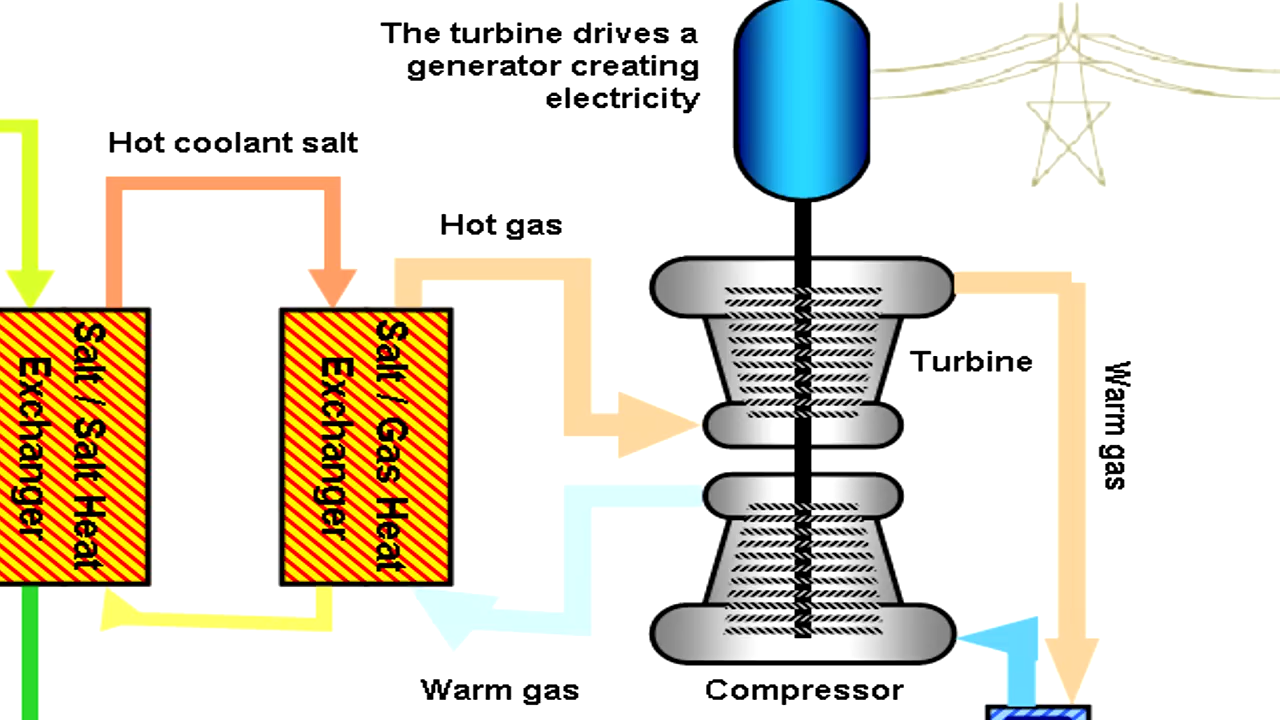 The turbine drives a
generator creating
electricity
Hot coolant salt
Hot gas
Salt / Salt Heat
Exchanger
Salt / Gas Heat
Exchanger
Turbine
Warm gas
Warm gas
Compressor